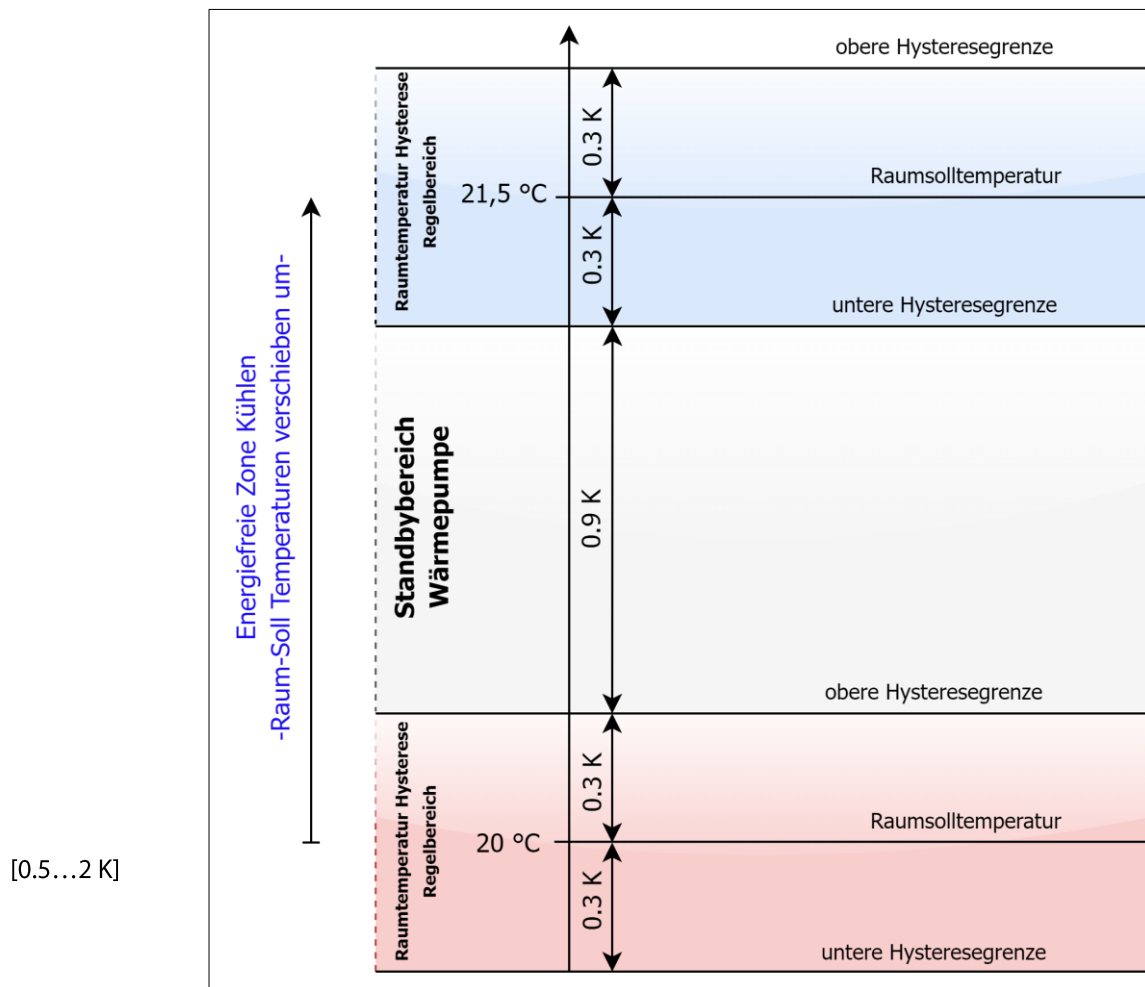 obere Hysteresegrenze
Raumtemperatur Hysterese
Regelbereich
0.3 K
21,5 °C
Raumsolltemperatur
0.3 K
untere Hysteresegrenze
Energiefreie Zone Kühlen
-Raum-Soll Temperaturen verschieben um-
Standbybereich
Wärmepumpe
0.9 K
obere Hysteresegrenze
Raumtemperatur Hysterese
Regelbereich
0.3 K
20 °C
Raumsolltemperatur
[0.5…2 K]
0.3 K
untere Hysteresegrenze